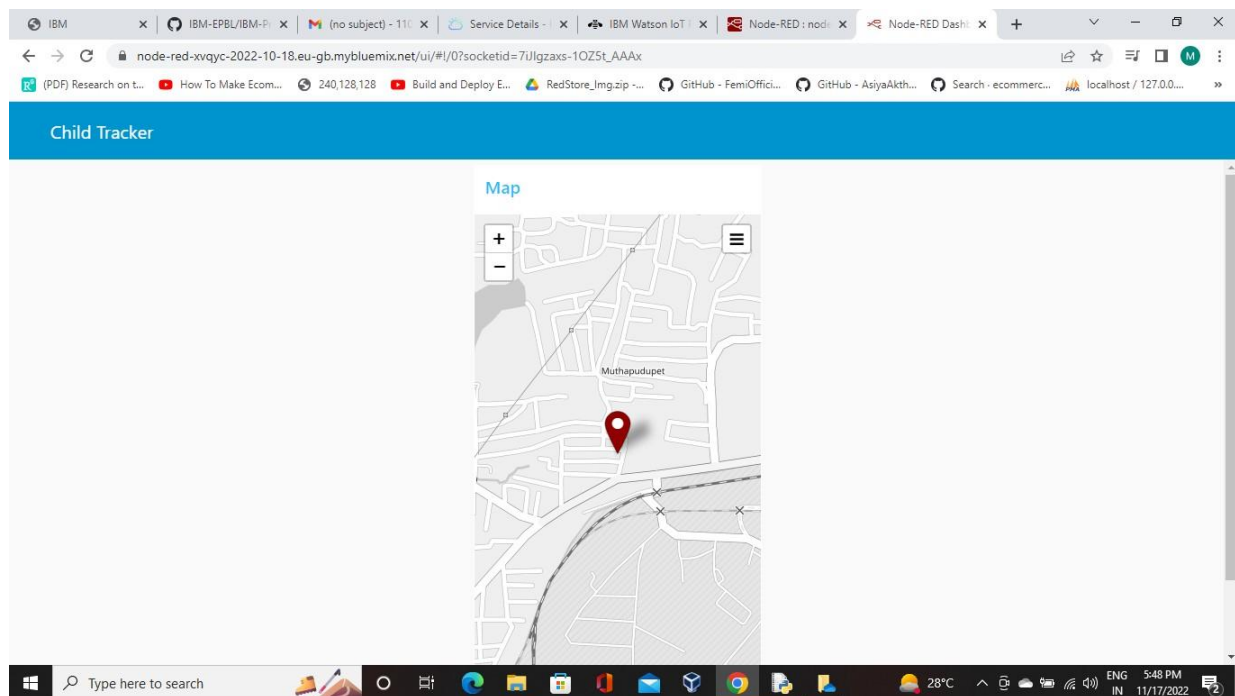 IBM
IBM-EPBL/IBM-Pr
(no subject) - 110
Service Details - I
IBM Watson IoT P
Node-RED : node
Node-RED Dashb
node-red-xvqyc-2022-10-18.eu-gb.mybluemix.net/ui/#!/0?socketid=7iJlgzaxs-1OZ5t_AAAx
M
(PDF) Research on t...
How To Make Ecom...
240,128,128
Build and Deploy E...
RedStore_Img.zip -...
GitHub - FemiOffici...
GitHub - AsiyaAkth...
Search · ecommerc...
localhost / 127.0.0....
»
Child Tracker
Map
+
−
Muthapudupet
Type here to search
28°C
ENG
IN
5:48 PM
11/17/2022